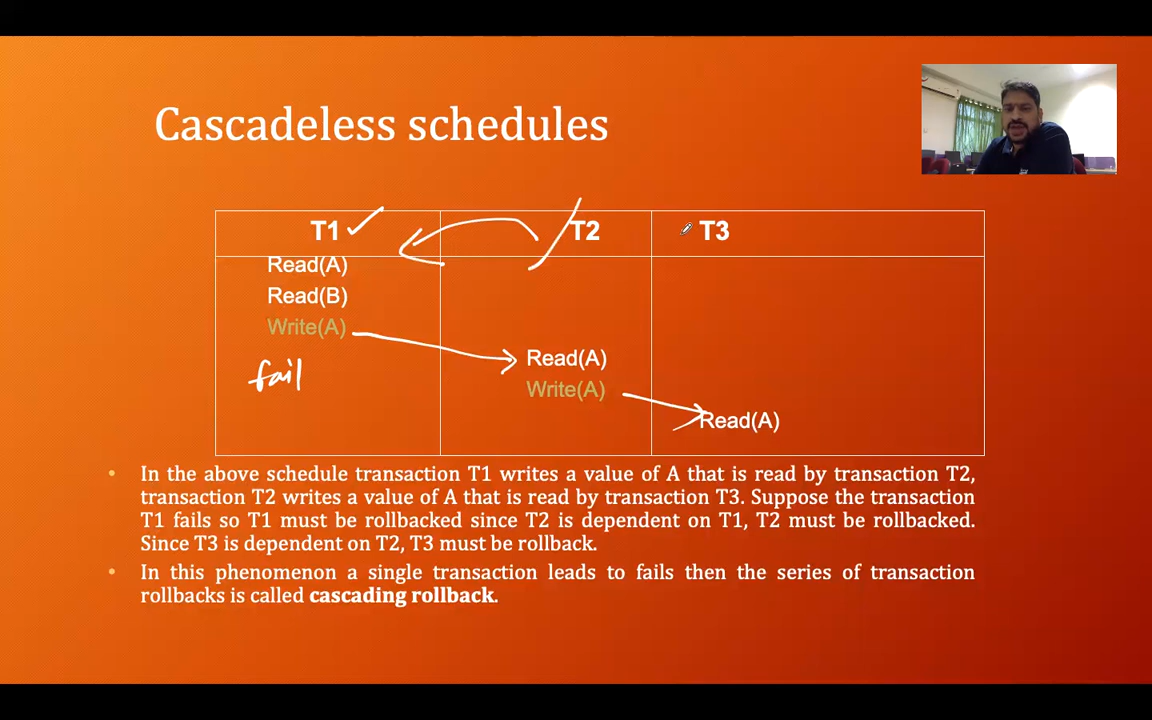 Cascadeless schedules
T1 T2 T3
Read(A)
Read(B)
Write(A)
fail
Read(A)
Write(A)
Read(A)
In the above schedule transaction T1 writes a value of A that is read by transaction T2,
transaction T2 writes a value of A that is read by transaction T3. Suppose the transaction
T1 fails so T1 must be rollbacked since T2 is dependent on T1, T2 must be rollbacked.
Since T3 is dependent on T2, T3 must be rollback.
In this phenomenon a single transaction leads to fails then the series of transaction
rollbacks is called cascading rollback.